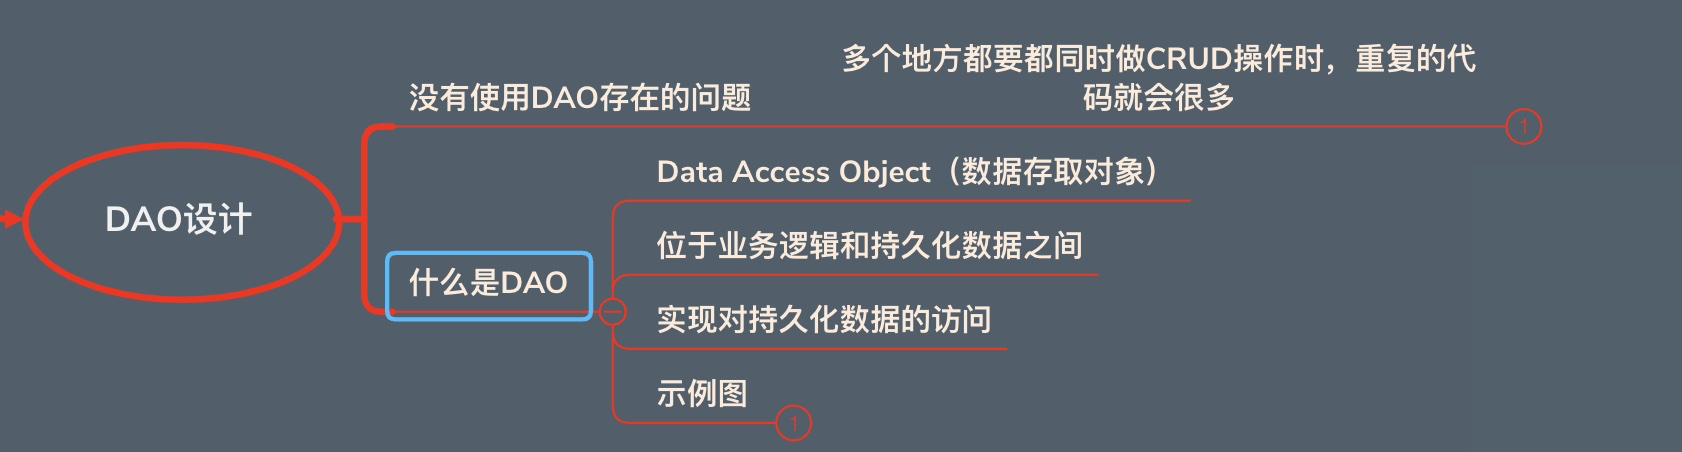 DAO设计
没有使用DAO存在的问题
多个地方都要都同时做CRUD操作时，重复的代
码就会很多
1
什么是DAO
Data Access Object（数据存取对象）
位于业务逻辑和持久化数据之间
实现对持久化数据的访问
示例图
1